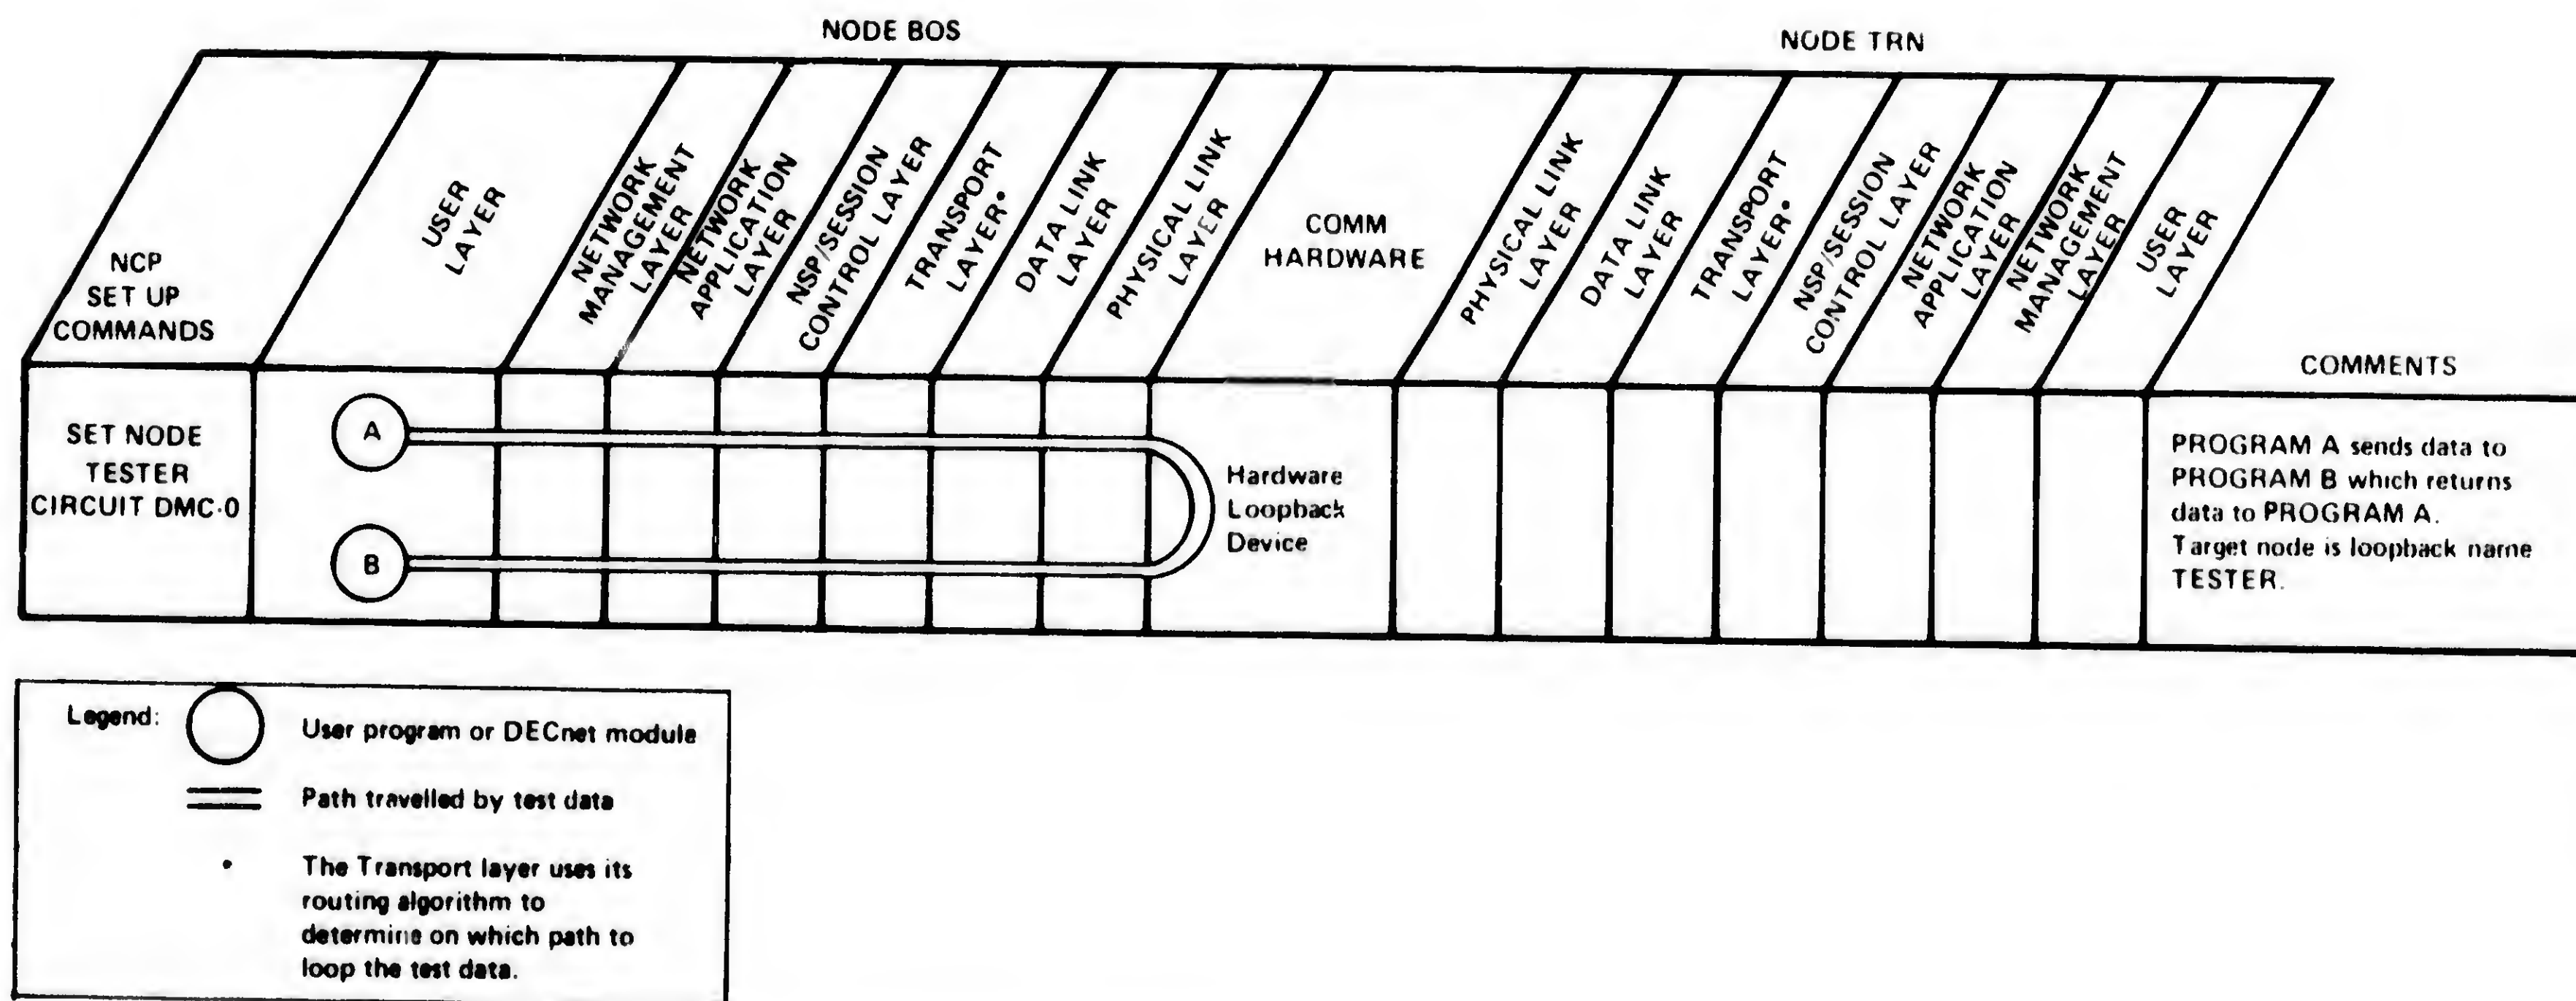 NODE BOS
NODE TRN
NCP
SET UP
COMMANDS
USER
LAYER
NETWORK
MANAGEMENT
LAYER
NETWORK
APPLICATION
LAYER
NSP/SESSION
CONTROL LAYER
TRANSPORT
LAYER•
DATA LINK
LAYER
PHYSICAL LINK
LAYER
COMM
HARDWARE
PHYSICAL LINK
LAYER
DATA LINK
LAYER
TRANSPORT
LAYER•
NSP/SESSION
CONTROL LAYER
NETWORK
APPLICATION
LAYER
NETWORK
MANAGEMENT
LAYER
USER
LAYER
COMMENTS
SET NODE
TESTER
CIRCUIT DMC-0
A
B
Hardware
Loopback
Device
PROGRAM A sends data to
PROGRAM B which returns
data to PROGRAM A.
Target node is loopback name
TESTER.
Legend:
User program or DECnet module
Path travelled by test data
• The Transport layer uses its
routing algorithm to
determine on which path to
loop the test data.